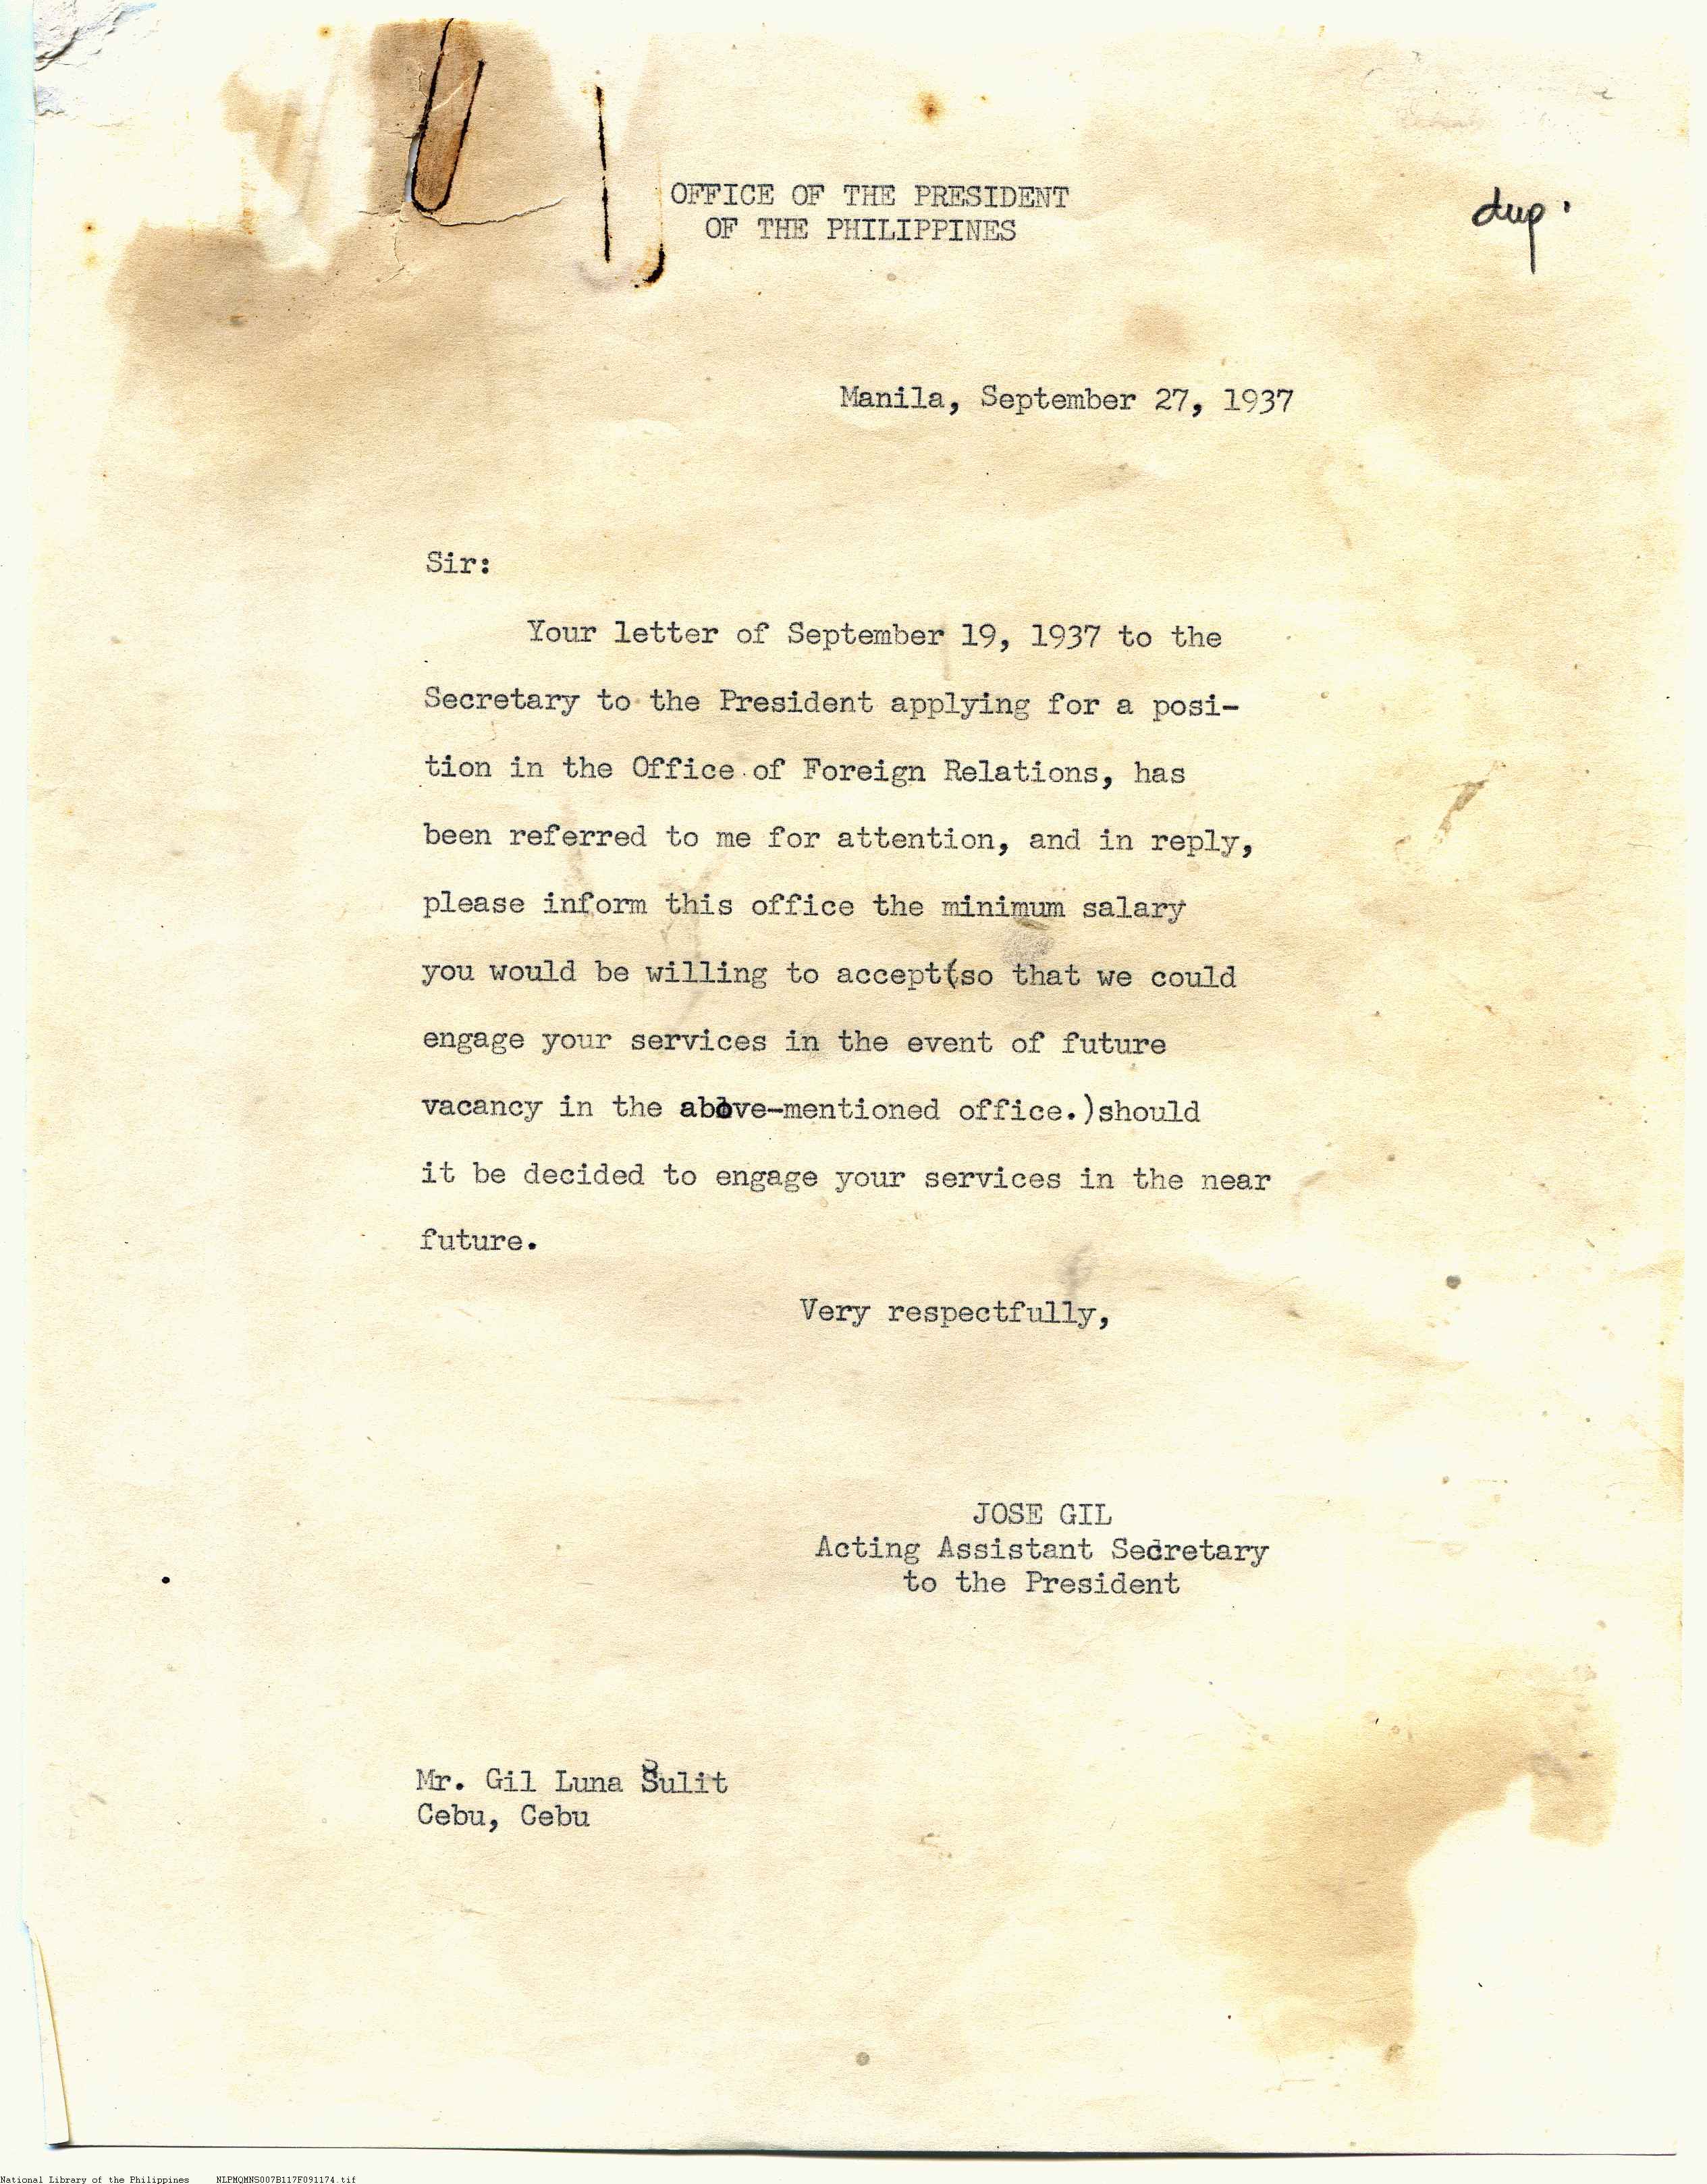 OFFICE OF THE PRESIDENT
OF THE PHILIPPINES
dup.
Manila, September 27, 1937
Sir:
Your letter of September 19, 1937 to the
Secretary to the President applying for a posi-
tion in the Office of Foreign Relations, has
been referred to me for attention, and in reply,
please inform this office the minimum salary
you would be willing to accept(so that we could
engage your services in the event of future
vacancy in the above-mentioned office.)should
it be decided to engage your services in the near
future.
Very respectfully,
JOSE GIL
Acting Assistant Secretary
to the President
Mr. Gil Luna Sulit
Cebu, Cebu
National Library of the Philippines NLPMQMNS007B117F091174.tif